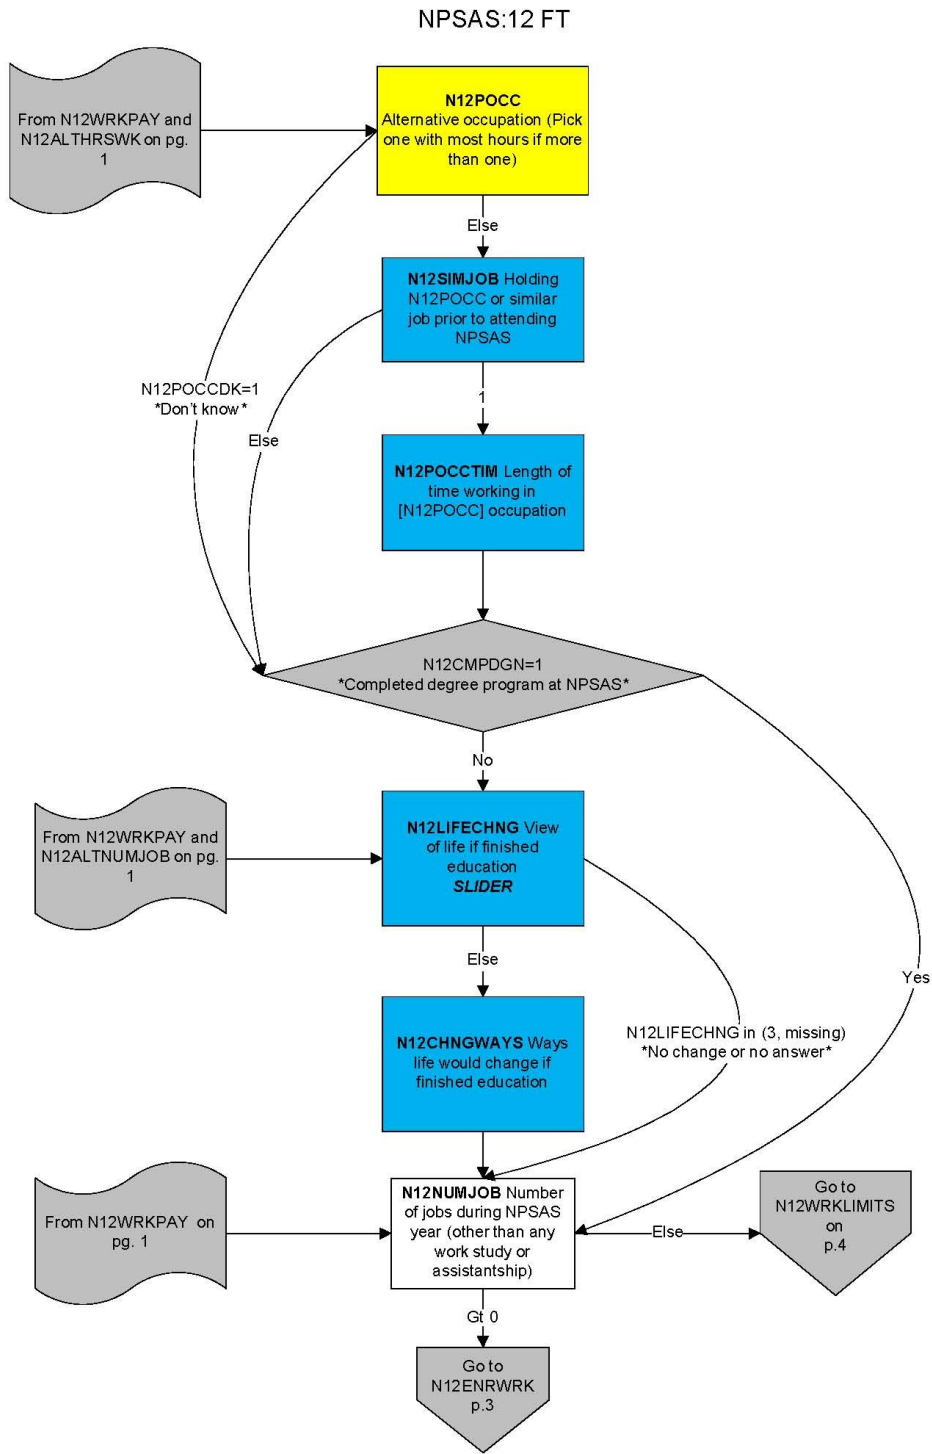 NPSAS:12 FT
From N12WRKPAY and
N12ALTHRSWK on pg.
1
N12POCC
Alternative occupation (Pick
one with most hours if more
than one)
Else
N12SIMJOB Holding
N12POCC or similar
job prior to attending
NPSAS
N12POCCDK=1
*Don't know*
Else
1
N12POCCTIM Length of
time working in
[N12POCC] occupation
N12CMPDGN=1
*Completed degree program at NPSAS*
No
From N12WRKPAY and
N12ALTNUMJOB on pg.
1
N12LIFECHNG View
of life if finished
education
SLIDER
Else
Yes
N12LIFECHNG in (3, missing)
*No change or no answer*
N12CHNGWAYS Ways
life would change if
finished education
From N12WRKPAY on
pg. 1
N12NUMJOB Number
of jobs during NPSAS
year (other than any
work study or
assistantship)
Else
Go to
N12WRKLIMITS
on
p.4
Gt 0
Go to
N12ENRWRK
p.3